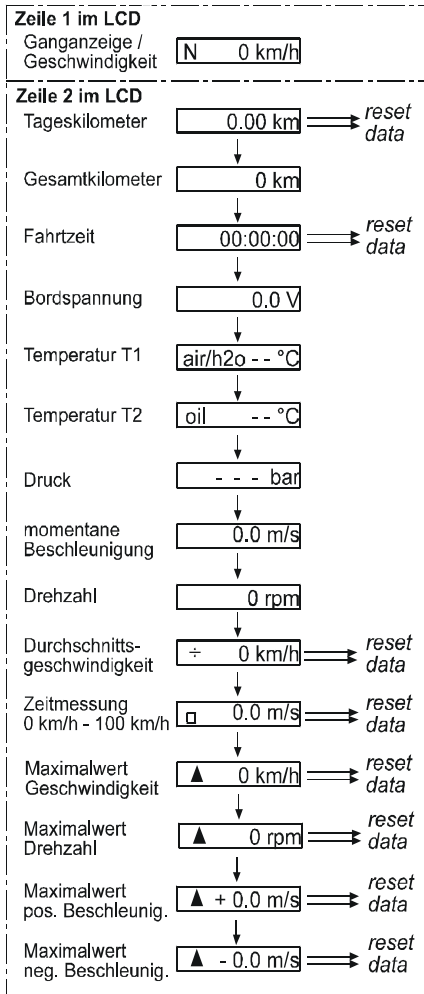 Zeile 1 im LCD
Ganganzeige / N 0 km/h
Geschwindigkeit
Zeile 2 im LCD
Tageskilometer 0.00 km reset
data
Gesamtkilometer 0 km
Fahrtzeit 00:00:00 reset
data
Bordspannung 0.0 V
Temperatur T1 air/h2o - - °C
Temperatur T2 oil - - °C
Druck - - - bar
momentane 0.0 m/s
Beschleunigung
Drehzahl 0 rpm
Durchschnitts- ÷ 0 km/h reset
geschwindigkeit data
Zeitmessung 0.0 m/s reset
0 km/h - 100 km/h data
Maximalwert ▲ 0 km/h reset
Geschwindigkeit data
Maximalwert ▲ 0 rpm reset
Drehzahl data
Maximalwert ▲ + 0.0 m/s reset
pos. Beschleunig. data
Maximalwert ▲ - 0.0 m/s reset
neg. Beschleunig. data